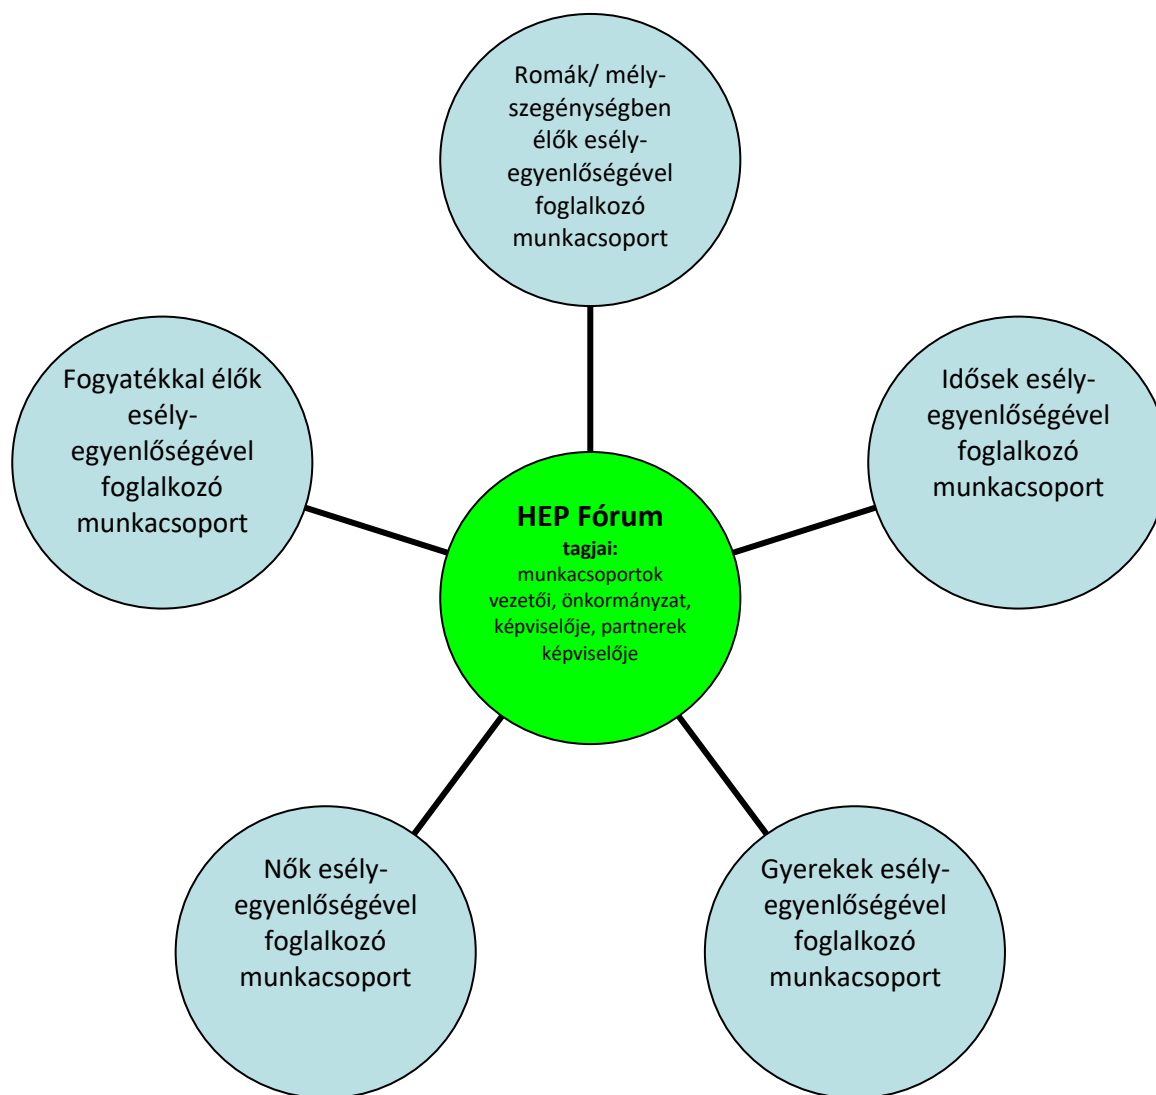 Romák/ mély-
szegénységben
élők esély-
egyenlőségével
foglalkozó
munkacsoport
Fogyatékkal élők
esély-
egyenlőségével
foglalkozó
munkacsoport
Idősek esély-
egyenlőségével
foglalkozó
munkacsoport
HEP Fórum
tagjai:
munkacsoportok
vezetői, önkormányzat,
képviselője, partnerek
képviselője
Nők esély-
egyenlőségével
foglalkozó
munkacsoport
Gyerekek esély-
egyenlőségével
foglalkozó
munkacsoport